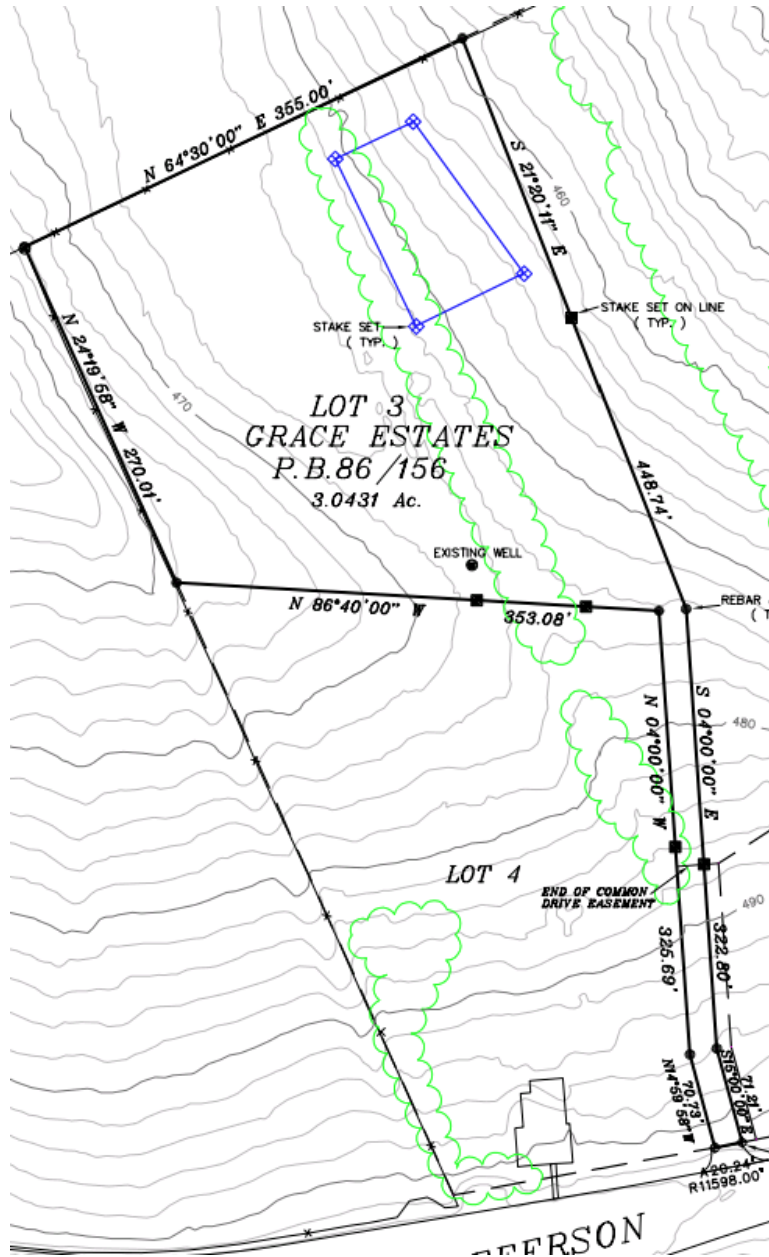 N 64°30'00" E 355.00'
S 21°20'11" E
460
STAKE SET ON LINE
( TYP. )
STAKE SET
( TYP. )
N 24°19'58" W 270.01'
470
LOT 3
GRACE ESTATES
P.B.86/156
3.0431 Ac.
448.74'
EXISTING WELL
N 86°40'00" W
353.08'
REBAR
( T
N 04°00'00" W
S 04°00'00" E
480
LOT 4
END OF COMMON
DRIVE EASEMENT
490
325.69'
322.80'
N14°59'58"W
70.73'
S15°00'00"E
71.21'
A20.24'
R11598.00'
FFERSON